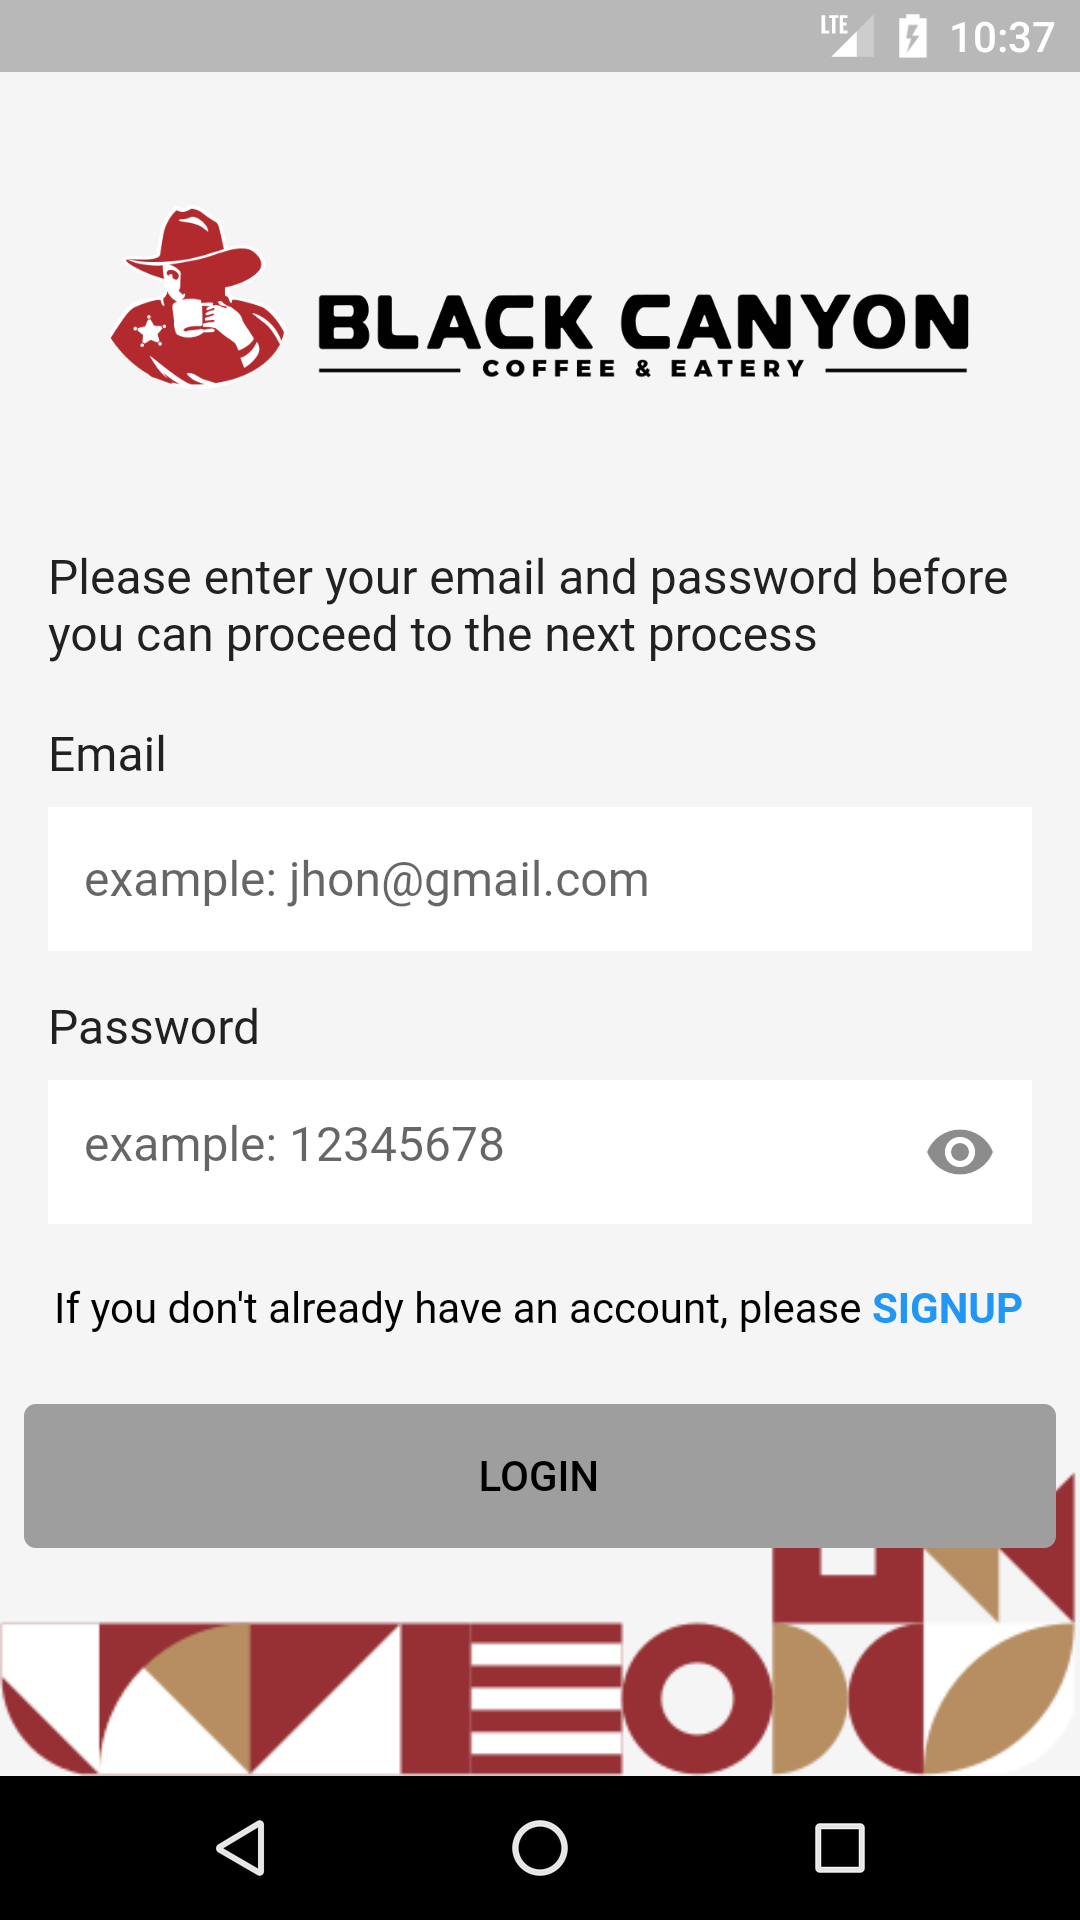 LTE 10:37
BLACK CANYON
COFFEE & EATERY
Please enter your email and password before
you can proceed to the next process
Email
example: jhon@gmail.com
Password
example: 12345678
If you don't already have an account, please SIGNUP
LOGIN